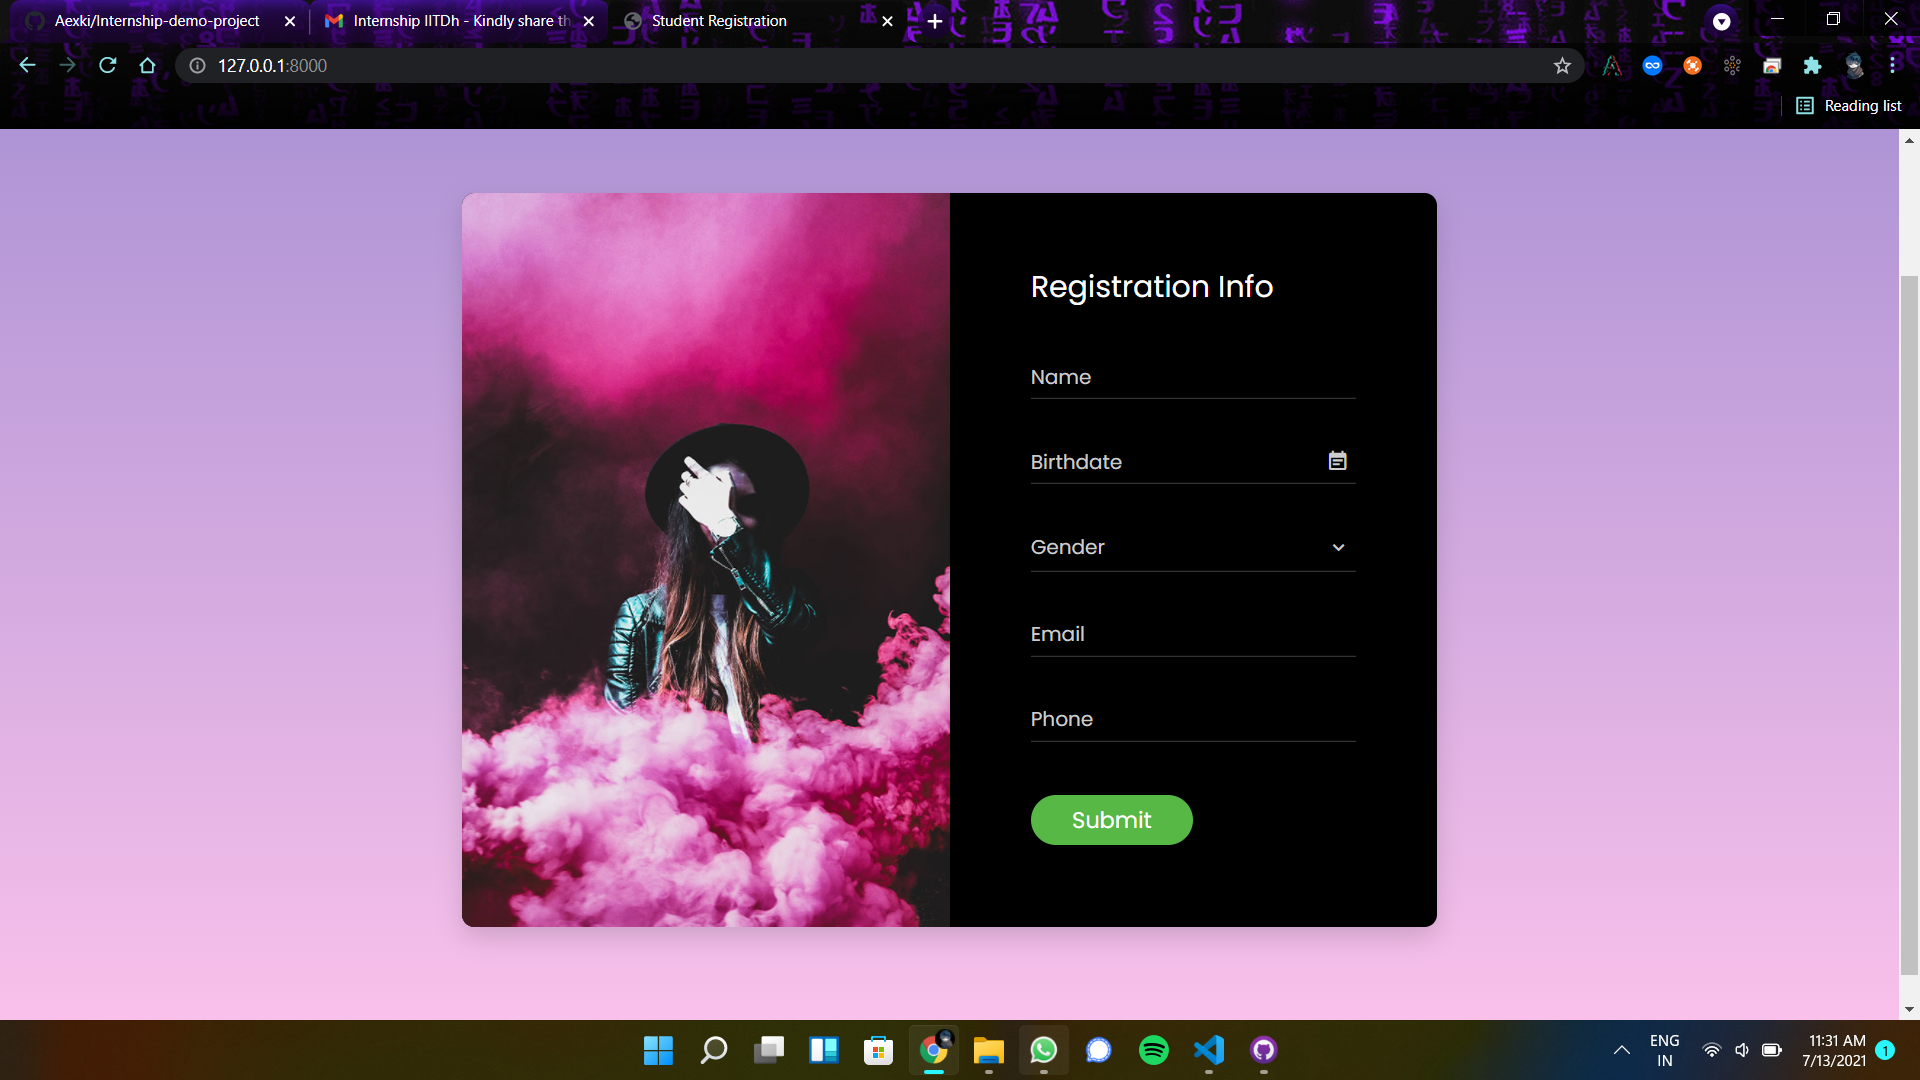 Aexki/Internship-demo-project
Internship IITDh - Kindly share th
Student Registration
127.0.0.1:8000
Reading list
Registration Info
Name
Birthdate
Gender
Email
Phone
Submit
ENG
IN
11:31 AM
7/13/2021
1